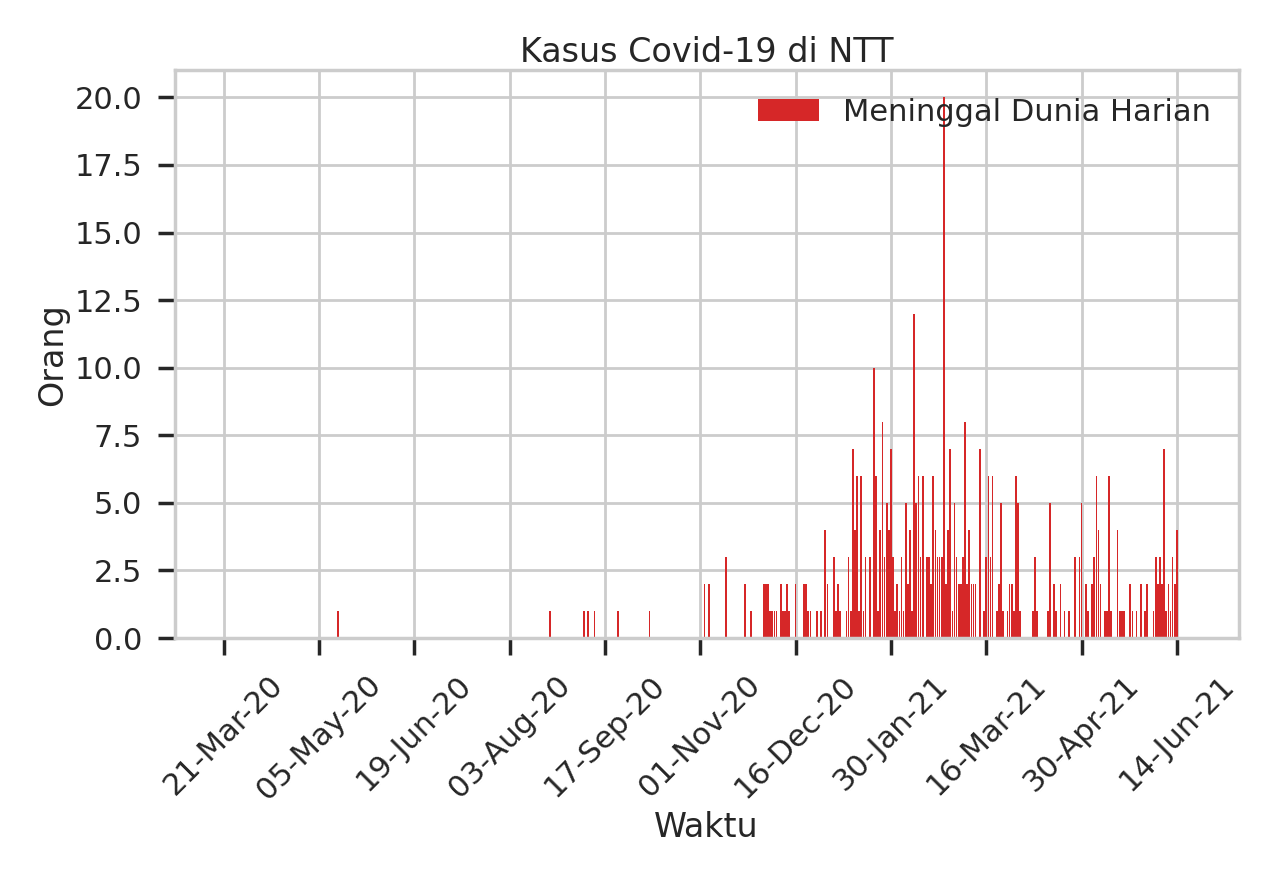 Kasus Covid-19 di NTT
Meninggal Dunia Harian
Orang
20.0
17.5
15.0
12.5
10.0
7.5
5.0
2.5
0.0
21-Mar-20
05-May-20
19-Jun-20
03-Aug-20
17-Sep-20
01-Nov-20
16-Dec-20
30-Jan-21
16-Mar-21
30-Apr-21
14-Jun-21
Waktu